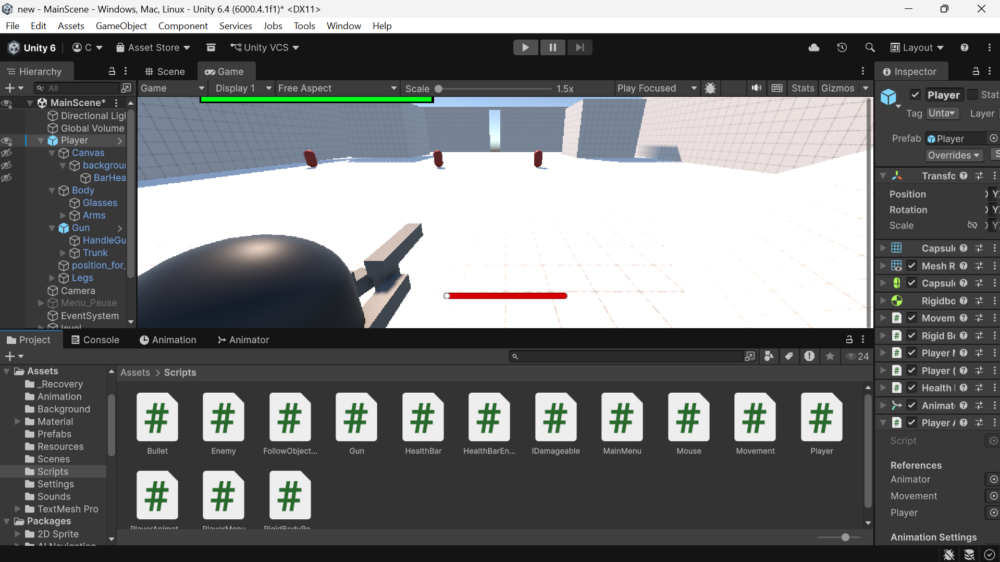 new - MainScene - Windows, Mac, Linux - Unity 6.4 (6000.4.1f1)* <DX11>
File Edit Assets GameObject Component Services Jobs Tools Window Help
Unity 6 C Asset Store Unity VCS Layout
Hierarchy Scene Game Inspector
All Game Display 1 Free Aspect Scale 1.5x Play Focused Stats Gizmos
MainScene*
Directional Ligl
Global Volume
Player
Canvas
backgrou
BarHea
Body
Glasses
Arms
Gun
HandleGu
Trunk
position_for_
Legs
Camera
Menu_Pause
EventSystem
level
Player Stat
Tag Unta Layer
Prefab Player
Overrides S
Transfo
Position X Y
Rotation X Y
Scale X Y
Capsul
Mesh R
Capsul
Rigidbo
Movem
Rigid Bo
Player M
Player (
Health
Animat
Player A
Script
References
Animator
Movement
Player
Animation Settings
Project Console Animation Animator
24
Assets
_Recovery
Animation
Background
Material
Prefabs
Resources
Scenes
Scripts
Settings
Sounds
TextMesh Pro
Packages
2D Sprite
AI Navigation
Assets > Scripts
Bullet Enemy FollowObject... Gun HealthBar HealthBarEn... IDamageable MainMenu Mouse Movement Player
PlayerAnimat PlayerMenu RigidBodyPo